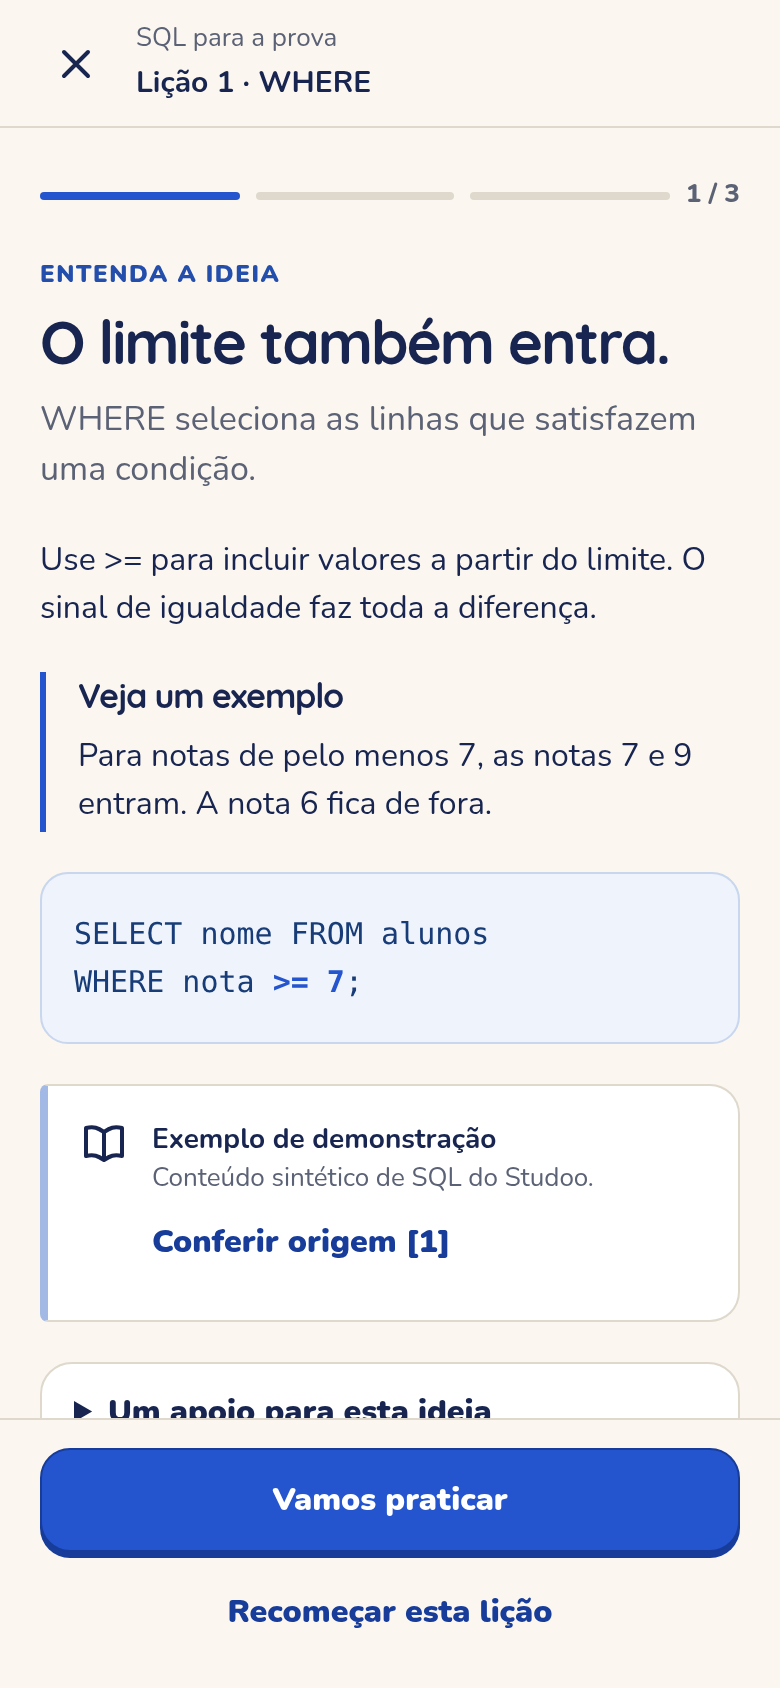 SQL para a prova
Lição 1 · WHERE
1 / 3
ENTENDA A IDEIA
O limite também entra.
WHERE seleciona as linhas que satisfazem
uma condição.
Use >= para incluir valores a partir do limite. O
sinal de igualdade faz toda a diferença.
Veja um exemplo
Para notas de pelo menos 7, as notas 7 e 9
entram. A nota 6 fica de fora.
SELECT nome FROM alunos
WHERE nota >= 7;
Exemplo de demonstração
Conteúdo sintético de SQL do Studoo.
Conferir origem [1]
Um apoio para esta ideia
Vamos praticar
Recomeçar esta lição